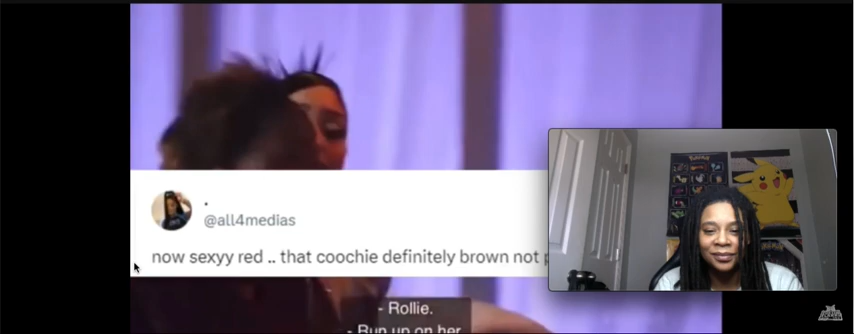 .
@all4medias
now sexyy red .. that coochie definitely brown not p
- Rollie.
- Run up on her